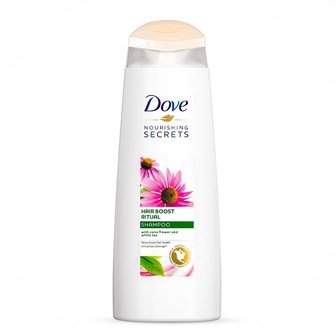 Dove
NOURISHING
SECRETS
HAIR BOOST
RITUAL
SHAMPOO
with cone flower and
white tea